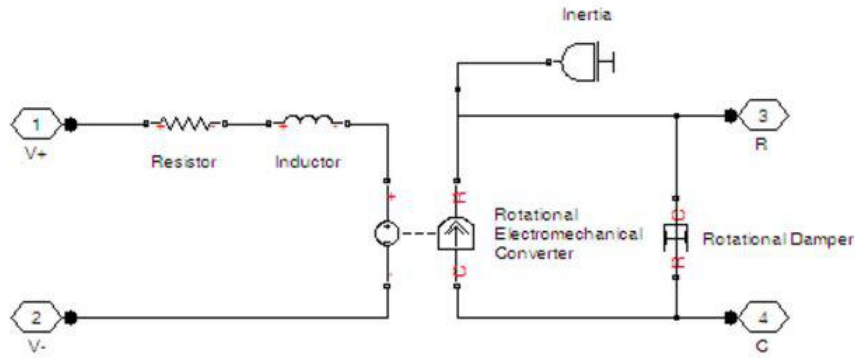 Inertia
1
V+
+
-
Resistor
+
-
Inductor
3
R
+
-
R
C
Rotational
Electromechanical
Converter
C
R
Rotational Damper
2
V-
4
C